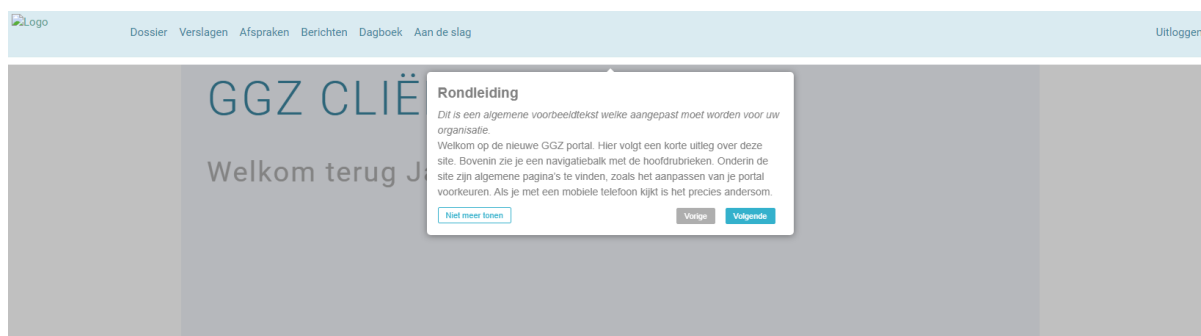 Logo
Dossier Verslagen Afspraken Berichten Dagboek Aan de slag Uitloggen
GGZ CLIË
Welkom terug
Rondleiding
Dit is een algemene voorbeeldtekst welke aangepast moet worden voor uw
organisatie.
Welkom op de nieuwe GGZ portal. Hier volgt een korte uitleg over deze
site. Bovenin zie je een navigatiebalk met de hoofdrubrieken. Onderin de
site zijn algemene pagina's te vinden, zoals het aanpassen van je portal
voorkeuren. Als je met een mobiele telefoon kijkt is het precies andersom.
Niet meer tonen Vorige Volgende